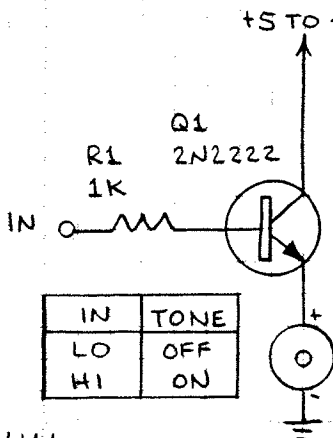 +5 TO
Q1
2N2222
R1
1K
IN
+
IN TONE
LO OFF
HI ON
-